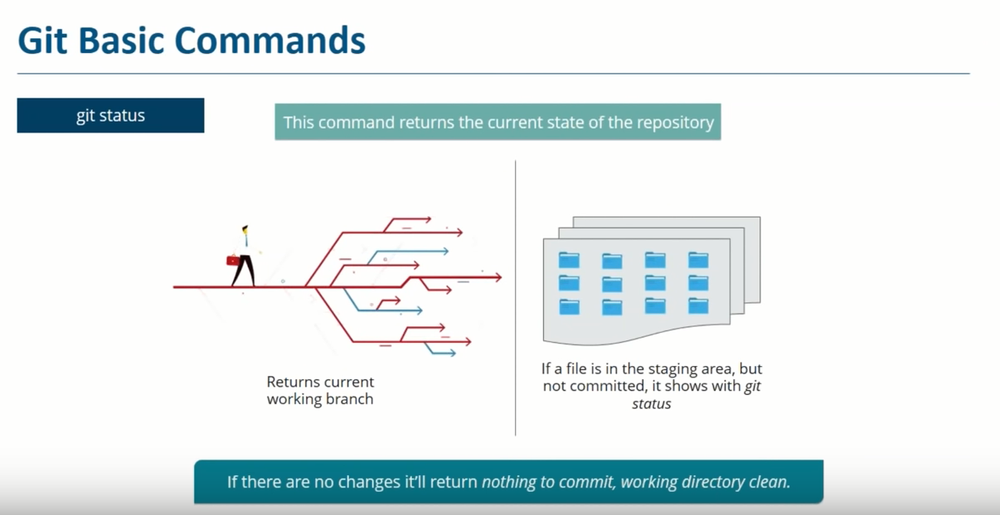 Git Basic Commands
git status
This command returns the current state of the repository
Returns current
working branch
If a file is in the staging area, but
not committed, it shows with git
status
If there are no changes it'll return nothing to commit, working directory clean.